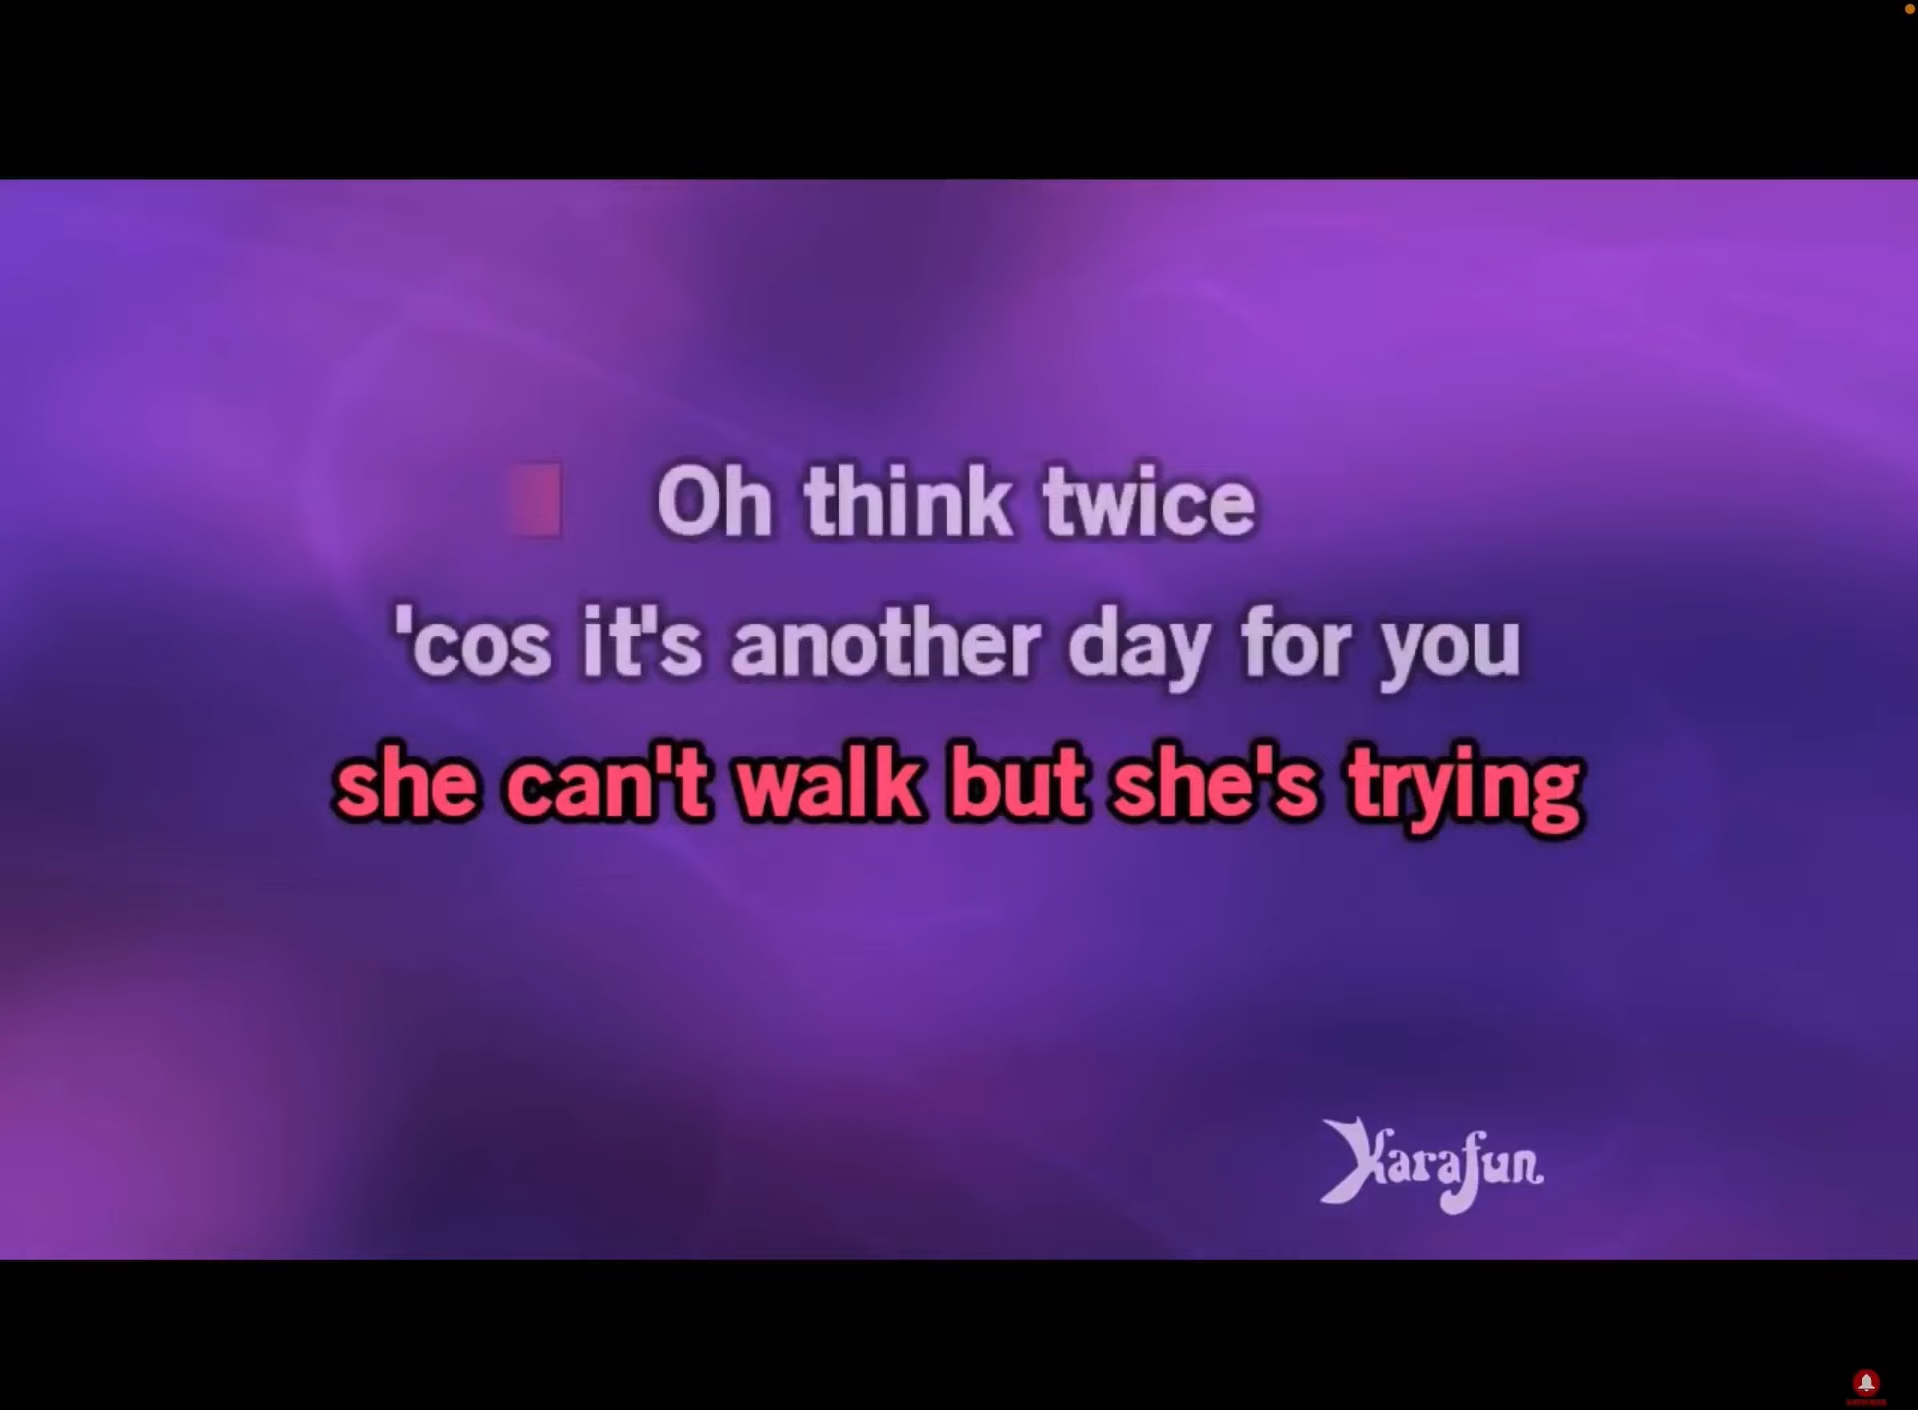 Oh think twice
'cos it's another day for you
she can't walk but she's trying
Karafun